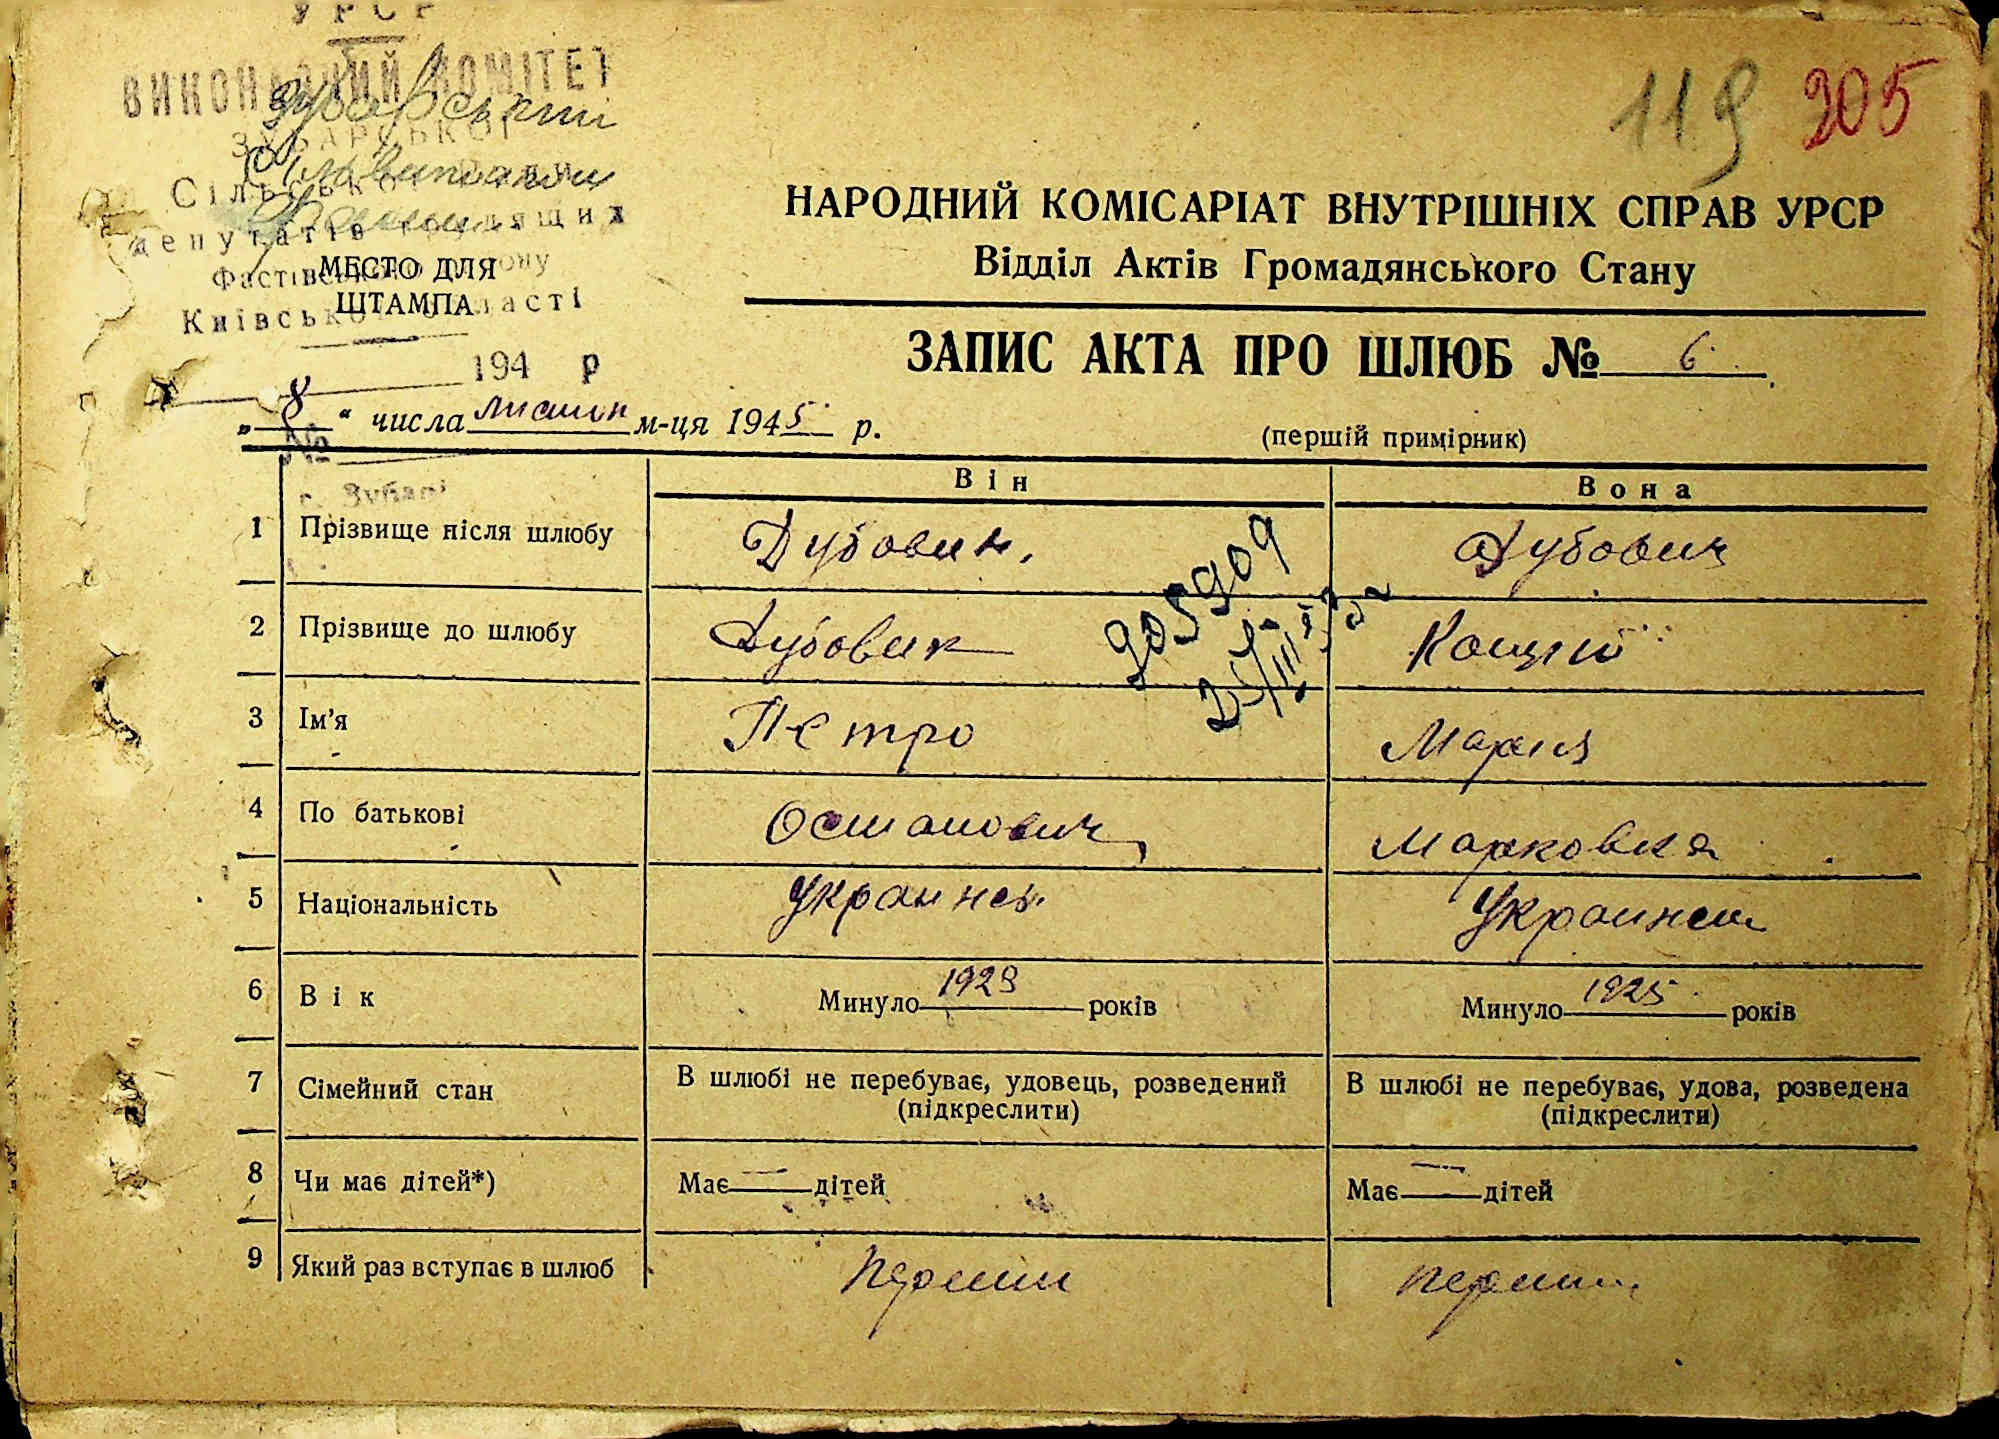 УРСР
ВИКОНАВЧИЙ КОМІТЕТ
ЗУБАРСЬКОЇ
Сільської
депутатів трудящих
Фастівського району
Київської області
МЕСТО ДЛЯ
ШТАМПА
194 р
№
с. Зубарі
119 305
НАРОДНИЙ КОМІСАРІАТ ВНУТРІШНІХ СПРАВ УРСР
Відділ Актів Громадянського Стану
ЗАПИС АКТА ПРО ШЛЮБ № 6
„ 8 “ числа листоп м-ця 1945 р.
(перший примірник)
Він Вона
1 Прізвище після шлюбу Дубовик. Дубовик
2 Прізвище до шлюбу Дубовик
3 Ім’я Петро Мария
4 По батькові Остапович Марковна
5 Національність Украинец Украинка
6 Вік Минуло 1923 років Минуло 1925 років
7 Сімейний стан В шлюбі не перебуває, удовець, розведений (підкреслити) В шлюбі не перебуває, удова, розведена (підкреслити)
8 Чи має дітей*) Має — дітей Має — дітей
9 Який раз вступає в шлюб перший перший